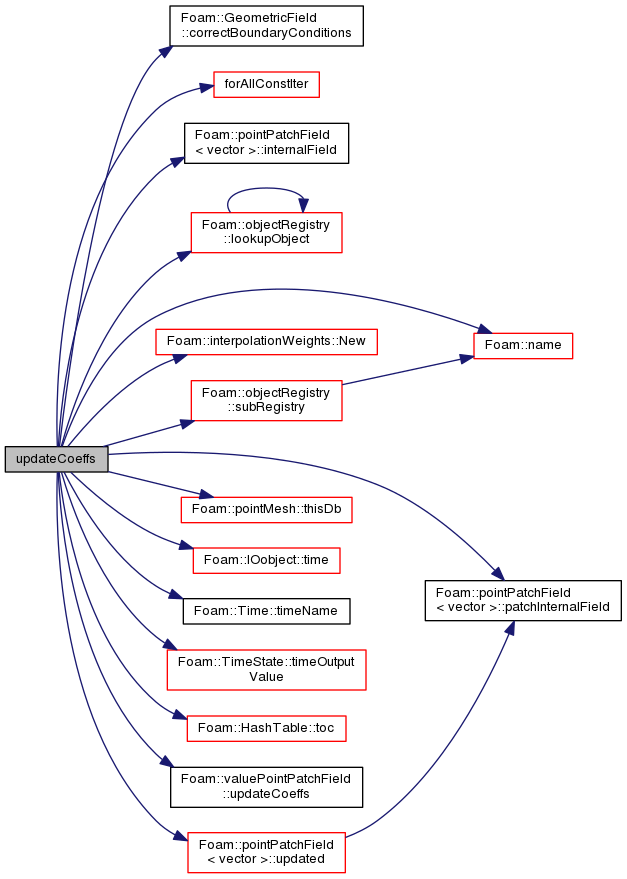 Foam::GeometricField
::correctBoundaryConditions
forAllConstIter
Foam::pointPatchField
< vector >::internalField
Foam::objectRegistry
::lookupObject
Foam::interpolationWeights::New
Foam::name
Foam::objectRegistry
::subRegistry
updateCoeffs
Foam::pointMesh::thisDb
Foam::IOobject::time
Foam::pointPatchField
< vector >::patchInternalField
Foam::Time::timeName
Foam::TimeState::timeOutput
Value
Foam::HashTable::toc
Foam::valuePointPatchField
::updateCoeffs
Foam::pointPatchField
< vector >::updated